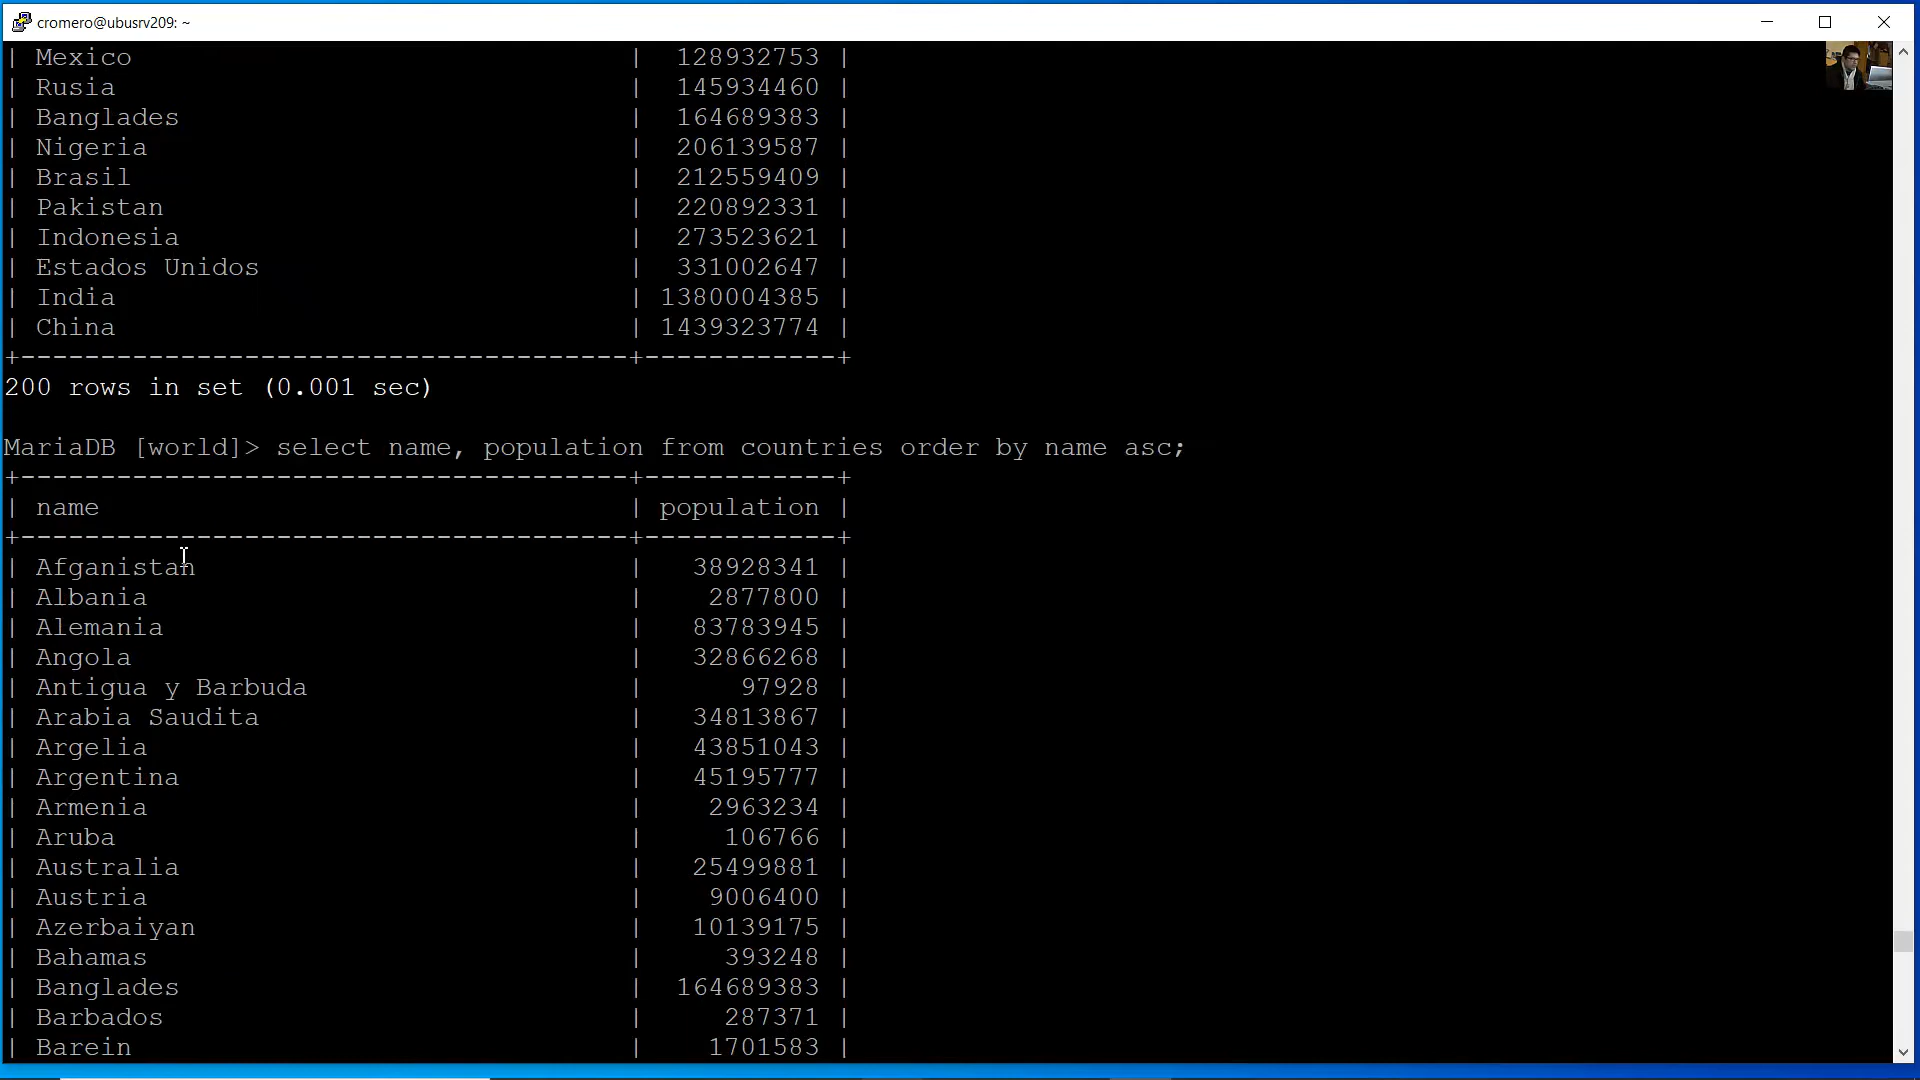 cromero@ubusrv209: ~
| Mexico | 128932753 |
| Rusia | 145934460 |
| Banglades | 164689383 |
| Nigeria | 206139587 |
| Brasil | 212559409 |
| Pakistan | 220892331 |
| Indonesia | 273523621 |
| Estados Unidos | 331002647 |
| India | 1380004385 |
| China | 1439323774 |
+--------------------------------------+------------+
200 rows in set (0.001 sec)
MariaDB [world]> select name, population from countries order by name asc;
+--------------------------------------+------------+
| name | population |
+--------------------------------------+------------+
| Afganistan | 38928341 |
| Albania | 2877800 |
| Alemania | 83783945 |
| Angola | 32866268 |
| Antigua y Barbuda | 97928 |
| Arabia Saudita | 34813867 |
| Argelia | 43851043 |
| Argentina | 45195777 |
| Armenia | 2963234 |
| Aruba | 106766 |
| Australia | 25499881 |
| Austria | 9006400 |
| Azerbaiyan | 10139175 |
| Bahamas | 393248 |
| Banglades | 164689383 |
| Barbados | 287371 |
| Barein | 1701583 |